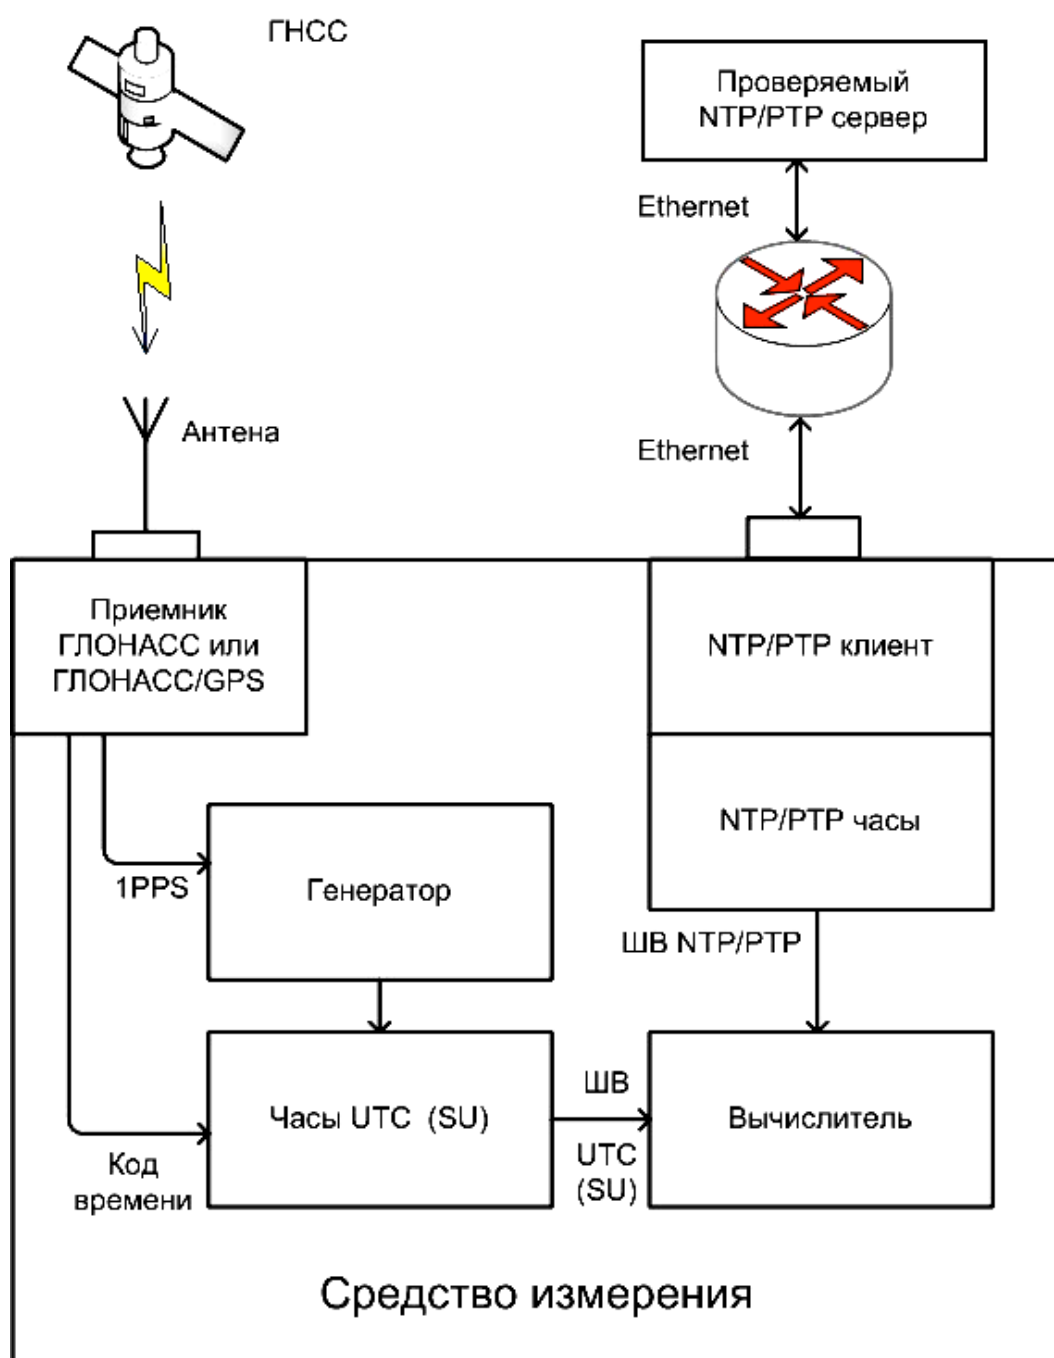 ГНСС
Проверяемый
NTP/PTP сервер
Ethernet
Антена
Ethernet
Приемник
ГЛОНАСС или
ГЛОНАСС/GPS
NTP/PTP клиент
NTP/PTP часы
1PPS
Генератор
ШВ NTP/PTP
Часы UTC (SU)
ШВ
UTC
(SU)
Вычислитель
Код
времени
Средство измерения